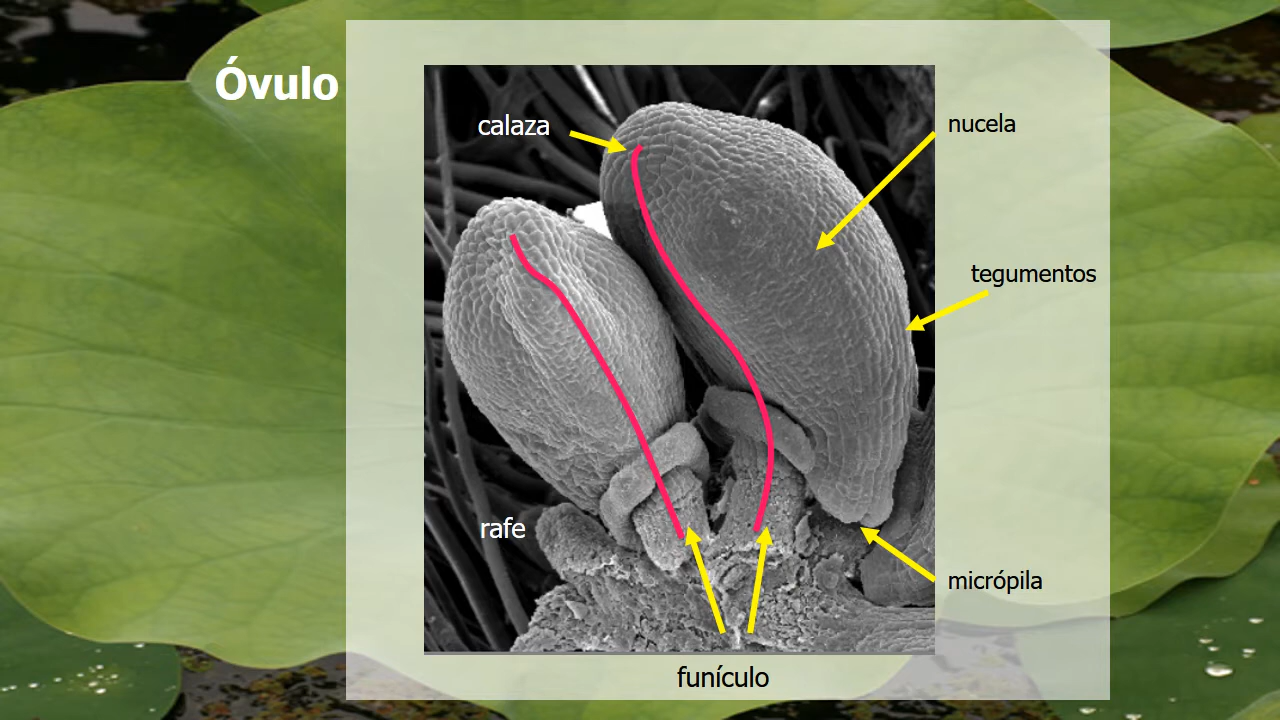 Óvulo
calaza
nucela
tegumentos
rafe
micrópila
funículo